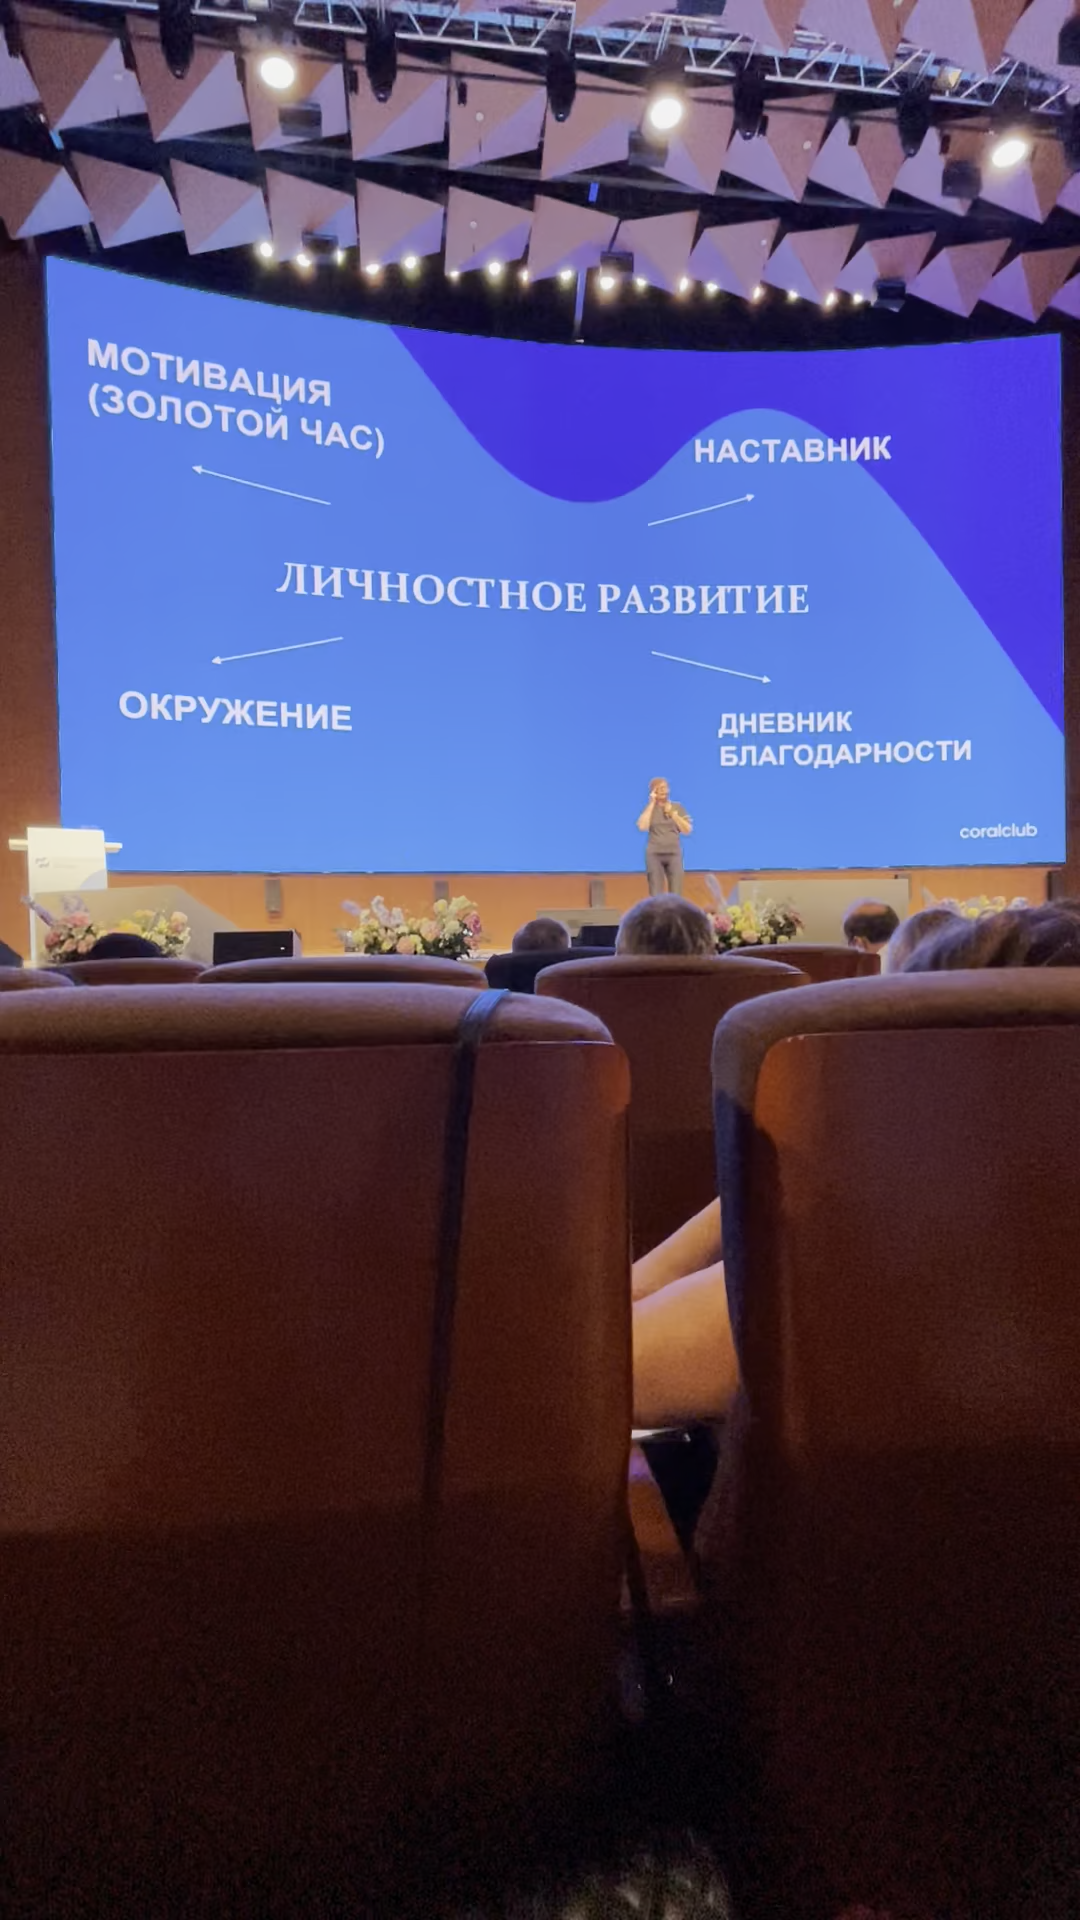 МОТИВАЦИЯ
(ЗОЛОТОЙ ЧАС)
НАСТАВНИК
ЛИЧНОСТНОЕ РАЗВИТИЕ
ОКРУЖЕНИЕ
ДНЕВНИК
БЛАГОДАРНОСТИ
coralclub